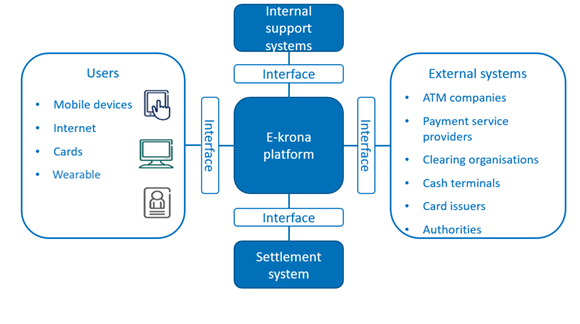 Internal
support
systems
Interface
Users
• Mobile devices
• Internet
• Cards
• Wearable
Interface
E-krona
platform
Interface
External systems
• ATM companies
• Payment service
providers
• Clearing organisations
• Cash terminals
• Card issuers
• Authorities
Interface
Settlement
system